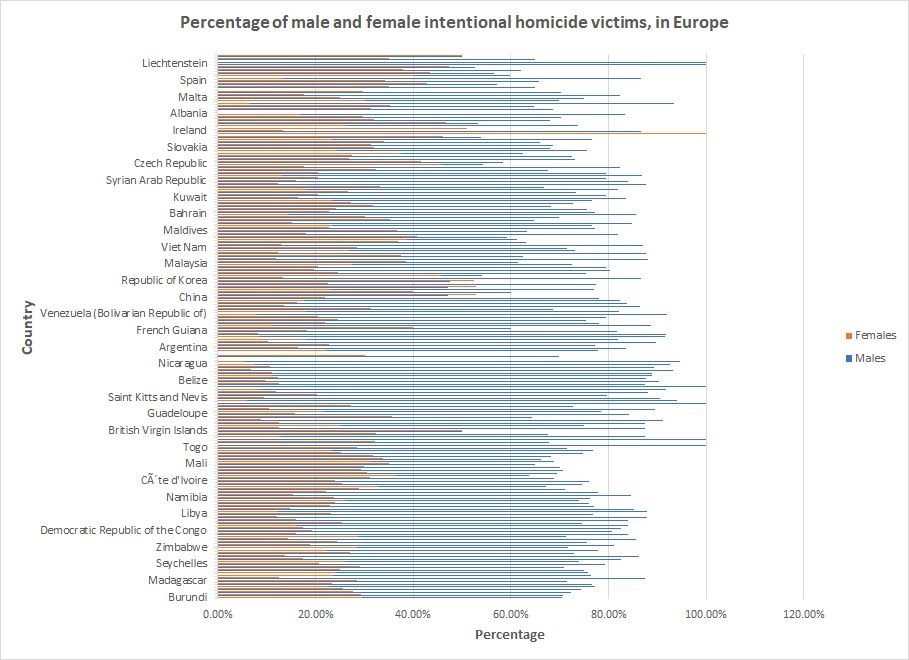 Percentage of male and female intentional homicide victims, in Europe
Country
Liechtenstein
Spain
Malta
Albania
Ireland
Slovakia
Czech Republic
Syrian Arab Republic
Kuwait
Bahrain
Maldives
Viet Nam
Malaysia
Republic of Korea
China
Venezuela (Bolivarian Republic of)
French Guiana
Argentina
Nicaragua
Belize
Saint Kitts and Nevis
Guadeloupe
British Virgin Islands
Togo
Mali
CÃ´te d'Ivoire
Namibia
Libya
Democratic Republic of the Congo
Zimbabwe
Seychelles
Madagascar
Burundi
0.00% 20.00% 40.00% 60.00% 80.00% 100.00% 120.00%
Percentage
Females
Males